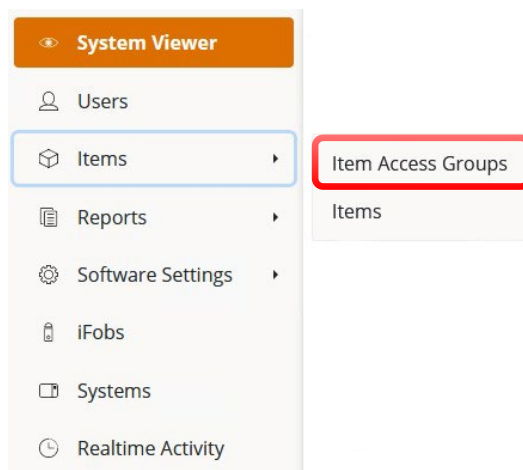 System Viewer
Users
Items
Item Access Groups
Items
Reports
Software Settings
iFobs
Systems
Realtime Activity